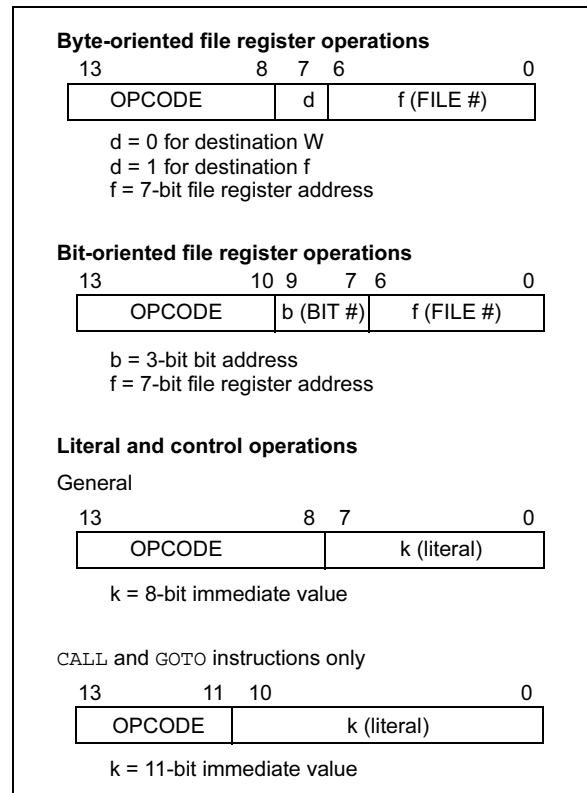 Byte-oriented file register operations
13 8 7 6 0
OPCODE d f (FILE #)
d = 0 for destination W
d = 1 for destination f
f = 7-bit file register address
Bit-oriented file register operations
13 10 9 7 6 0
OPCODE b (BIT #) f (FILE #)
b = 3-bit bit address
f = 7-bit file register address
Literal and control operations
General
13 8 7 0
OPCODE k (literal)
k = 8-bit immediate value
CALL and GOTO instructions only
13 11 10 0
OPCODE k (literal)
k = 11-bit immediate value